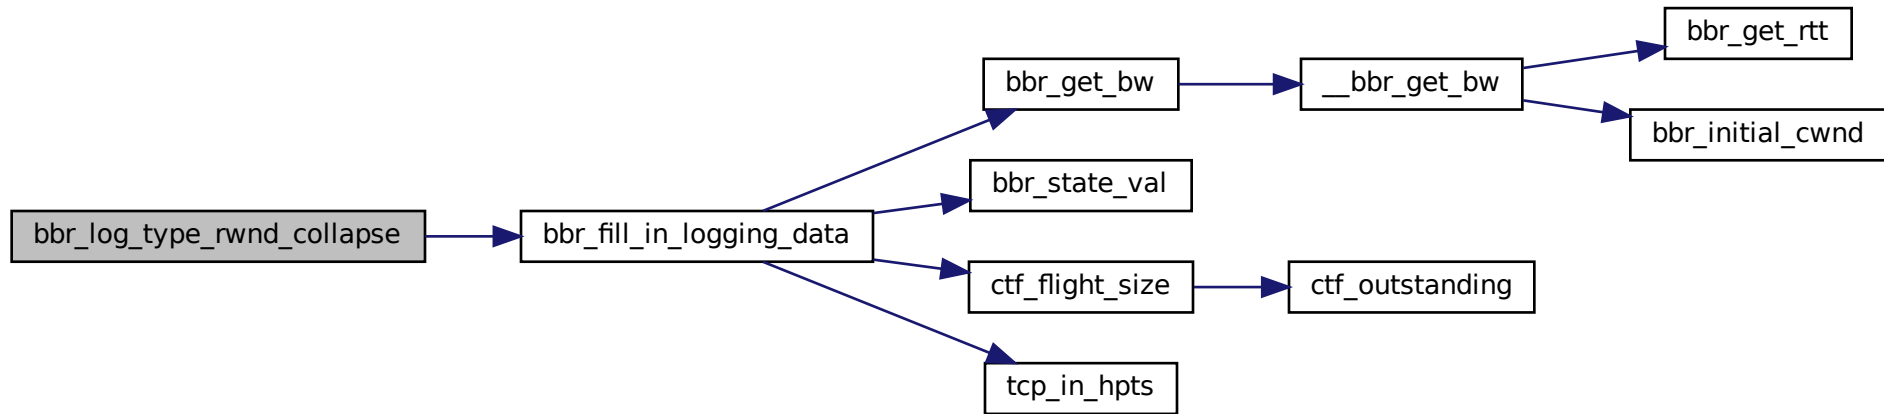 bbr_log_type_rwnd_collapse
bbr_fill_in_logging_data
bbr_get_bw
__bbr_get_bw
bbr_get_rtt
bbr_initial_cwnd
bbr_state_val
ctf_flight_size
ctf_outstanding
tcp_in_hpts